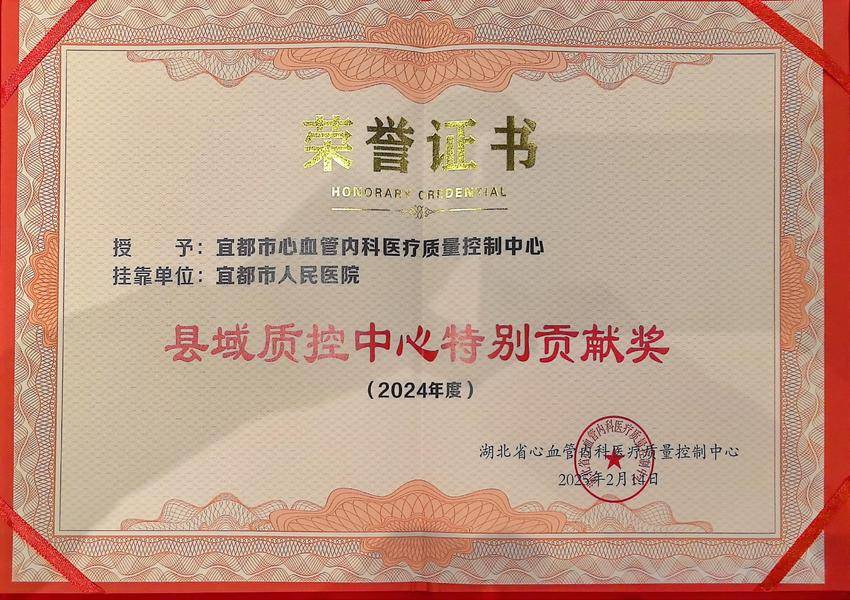 荣誉证书
HONORARY CREDENTIAL
授 予：宜都市心血管内科医疗质量控制中心
挂靠单位：宜都市人民医院
县域质控中心特别贡献奖
（2024年度）
湖北省心血管内科医疗质量控制中心
2025年2月14日